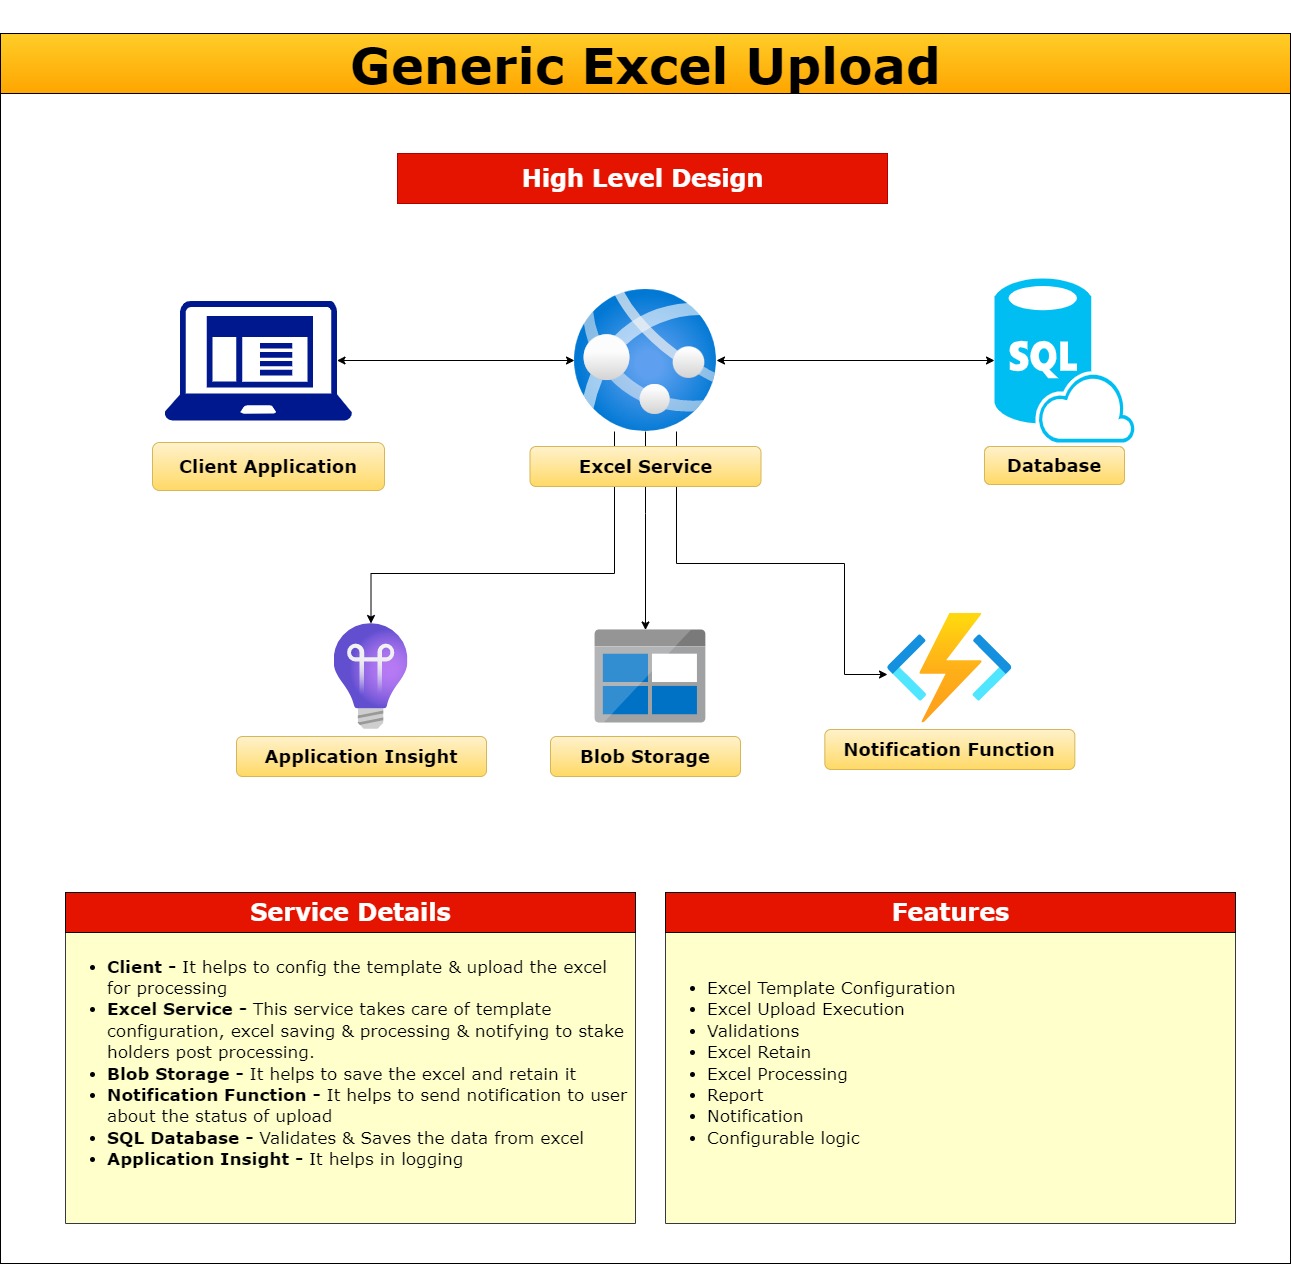 Generic Excel Upload
High Level Design
SQL
Client Application
Excel Service
Database
Application Insight
Blob Storage
Notification Function
Service Details
• Client - It helps to config the template & upload the excel
for processing
• Excel Service - This service takes care of template
configuration, excel saving & processing & notifying to stake
holders post processing.
• Blob Storage - It helps to save the excel and retain it
• Notification Function - It helps to send notification to user
about the status of upload
• SQL Database - Validates & Saves the data from excel
• Application Insight - It helps in logging
Features
• Excel Template Configuration
• Excel Upload Execution
• Validations
• Excel Retain
• Excel Processing
• Report
• Notification
• Configurable logic